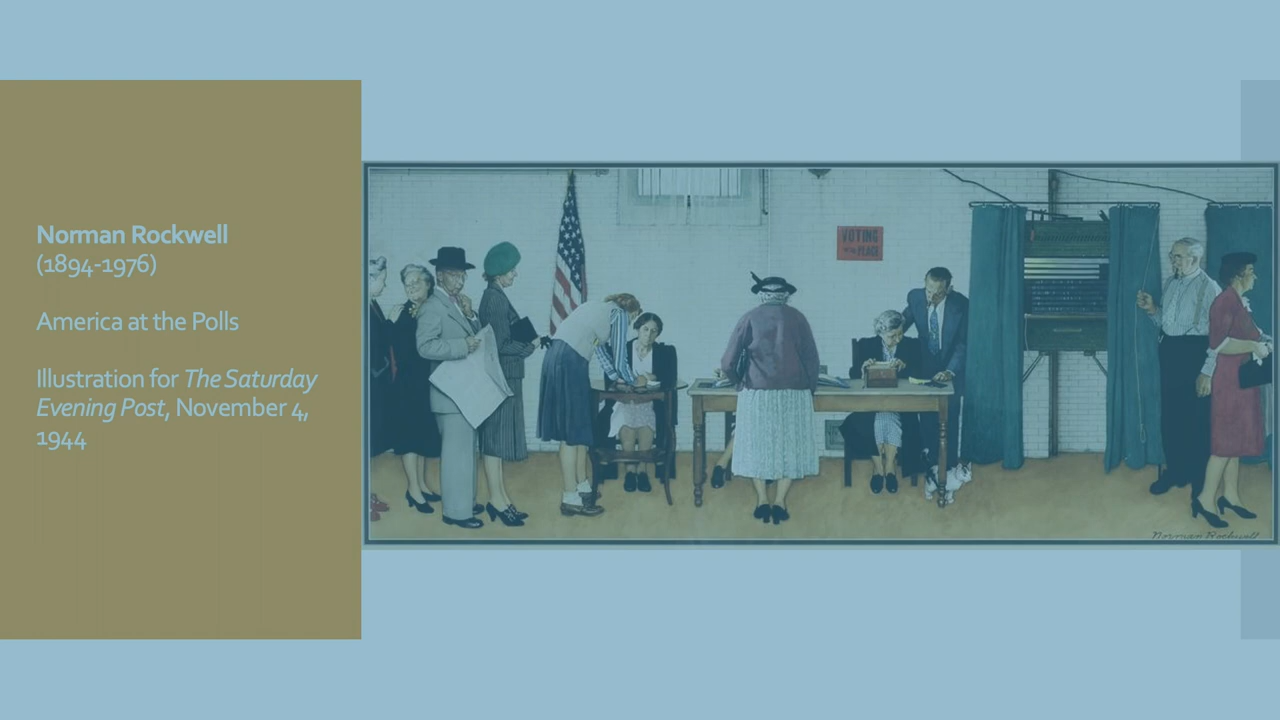 Norman Rockwell
(1894-1976)
America at the Polls
Illustration for The Saturday
Evening Post, November 4,
1944
VOTING
PLACE
Norman Rockwell